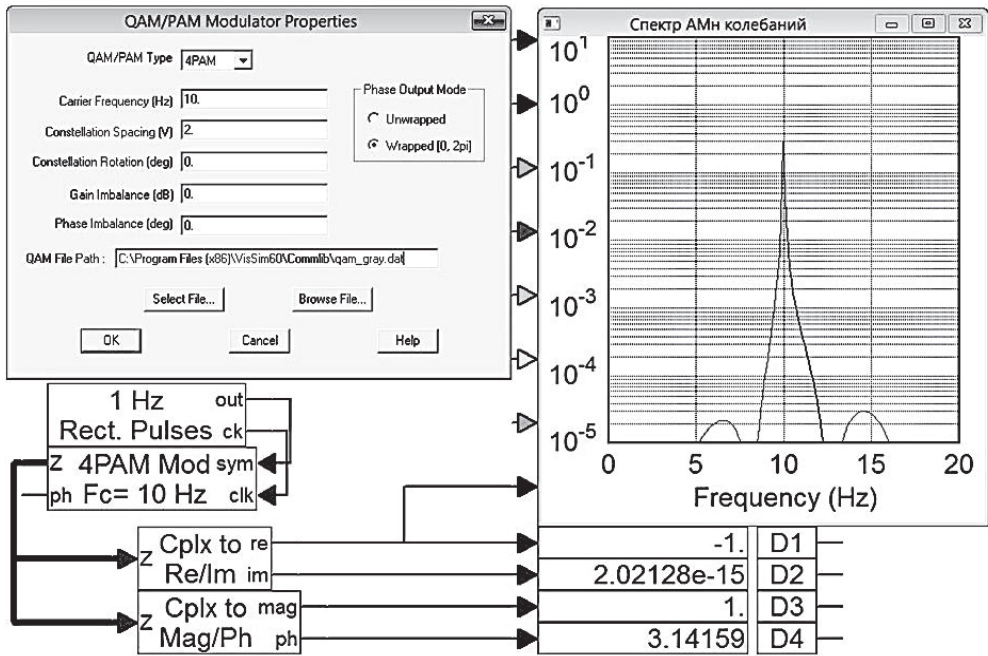 QAM/PAM Modulator Properties
QAM/PAM Type 4PAM
Carrier Frequency (Hz) 10.
Constellation Spacing (V) 2.
Constellation Rotation (deg) 0.
Gain Imbalance (dB) 0.
Phase Imbalance (deg) 0.
Phase Output Mode
Unwrapped
Wrapped [0, 2pi]
QAM File Path : C:\Program Files (x86)\VisSim60\Commlib\qam_gray.dat
Select File...
Browse File...
OK
Cancel
Help
Спектр АМн колебаний
10^1
10^0
10^-1
10^-2
10^-3
10^-4
10^-5
0 5 10 15 20
Frequency (Hz)
1 Hz out
Rect. Pulses ck
z 4PAM Mod sym
ph Fc= 10 Hz clk
z Cplx to re
Re/Im im
z Cplx to mag
Mag/Ph ph
-1. D1
2.02128e-15 D2
1. D3
3.14159 D4